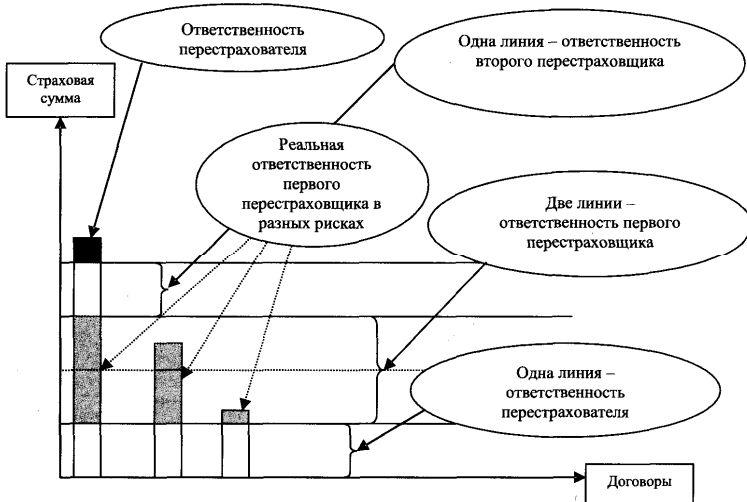 Ответственность
перестрахователя
Одна линия – ответственность
второго перестраховщика
Страховая
сумма
Реальная
ответственность
первого
перестраховщика в
разных рисках
Две линии –
ответственность первого
перестраховщика
Одна линия –
ответственность
перестрахователя
Договоры